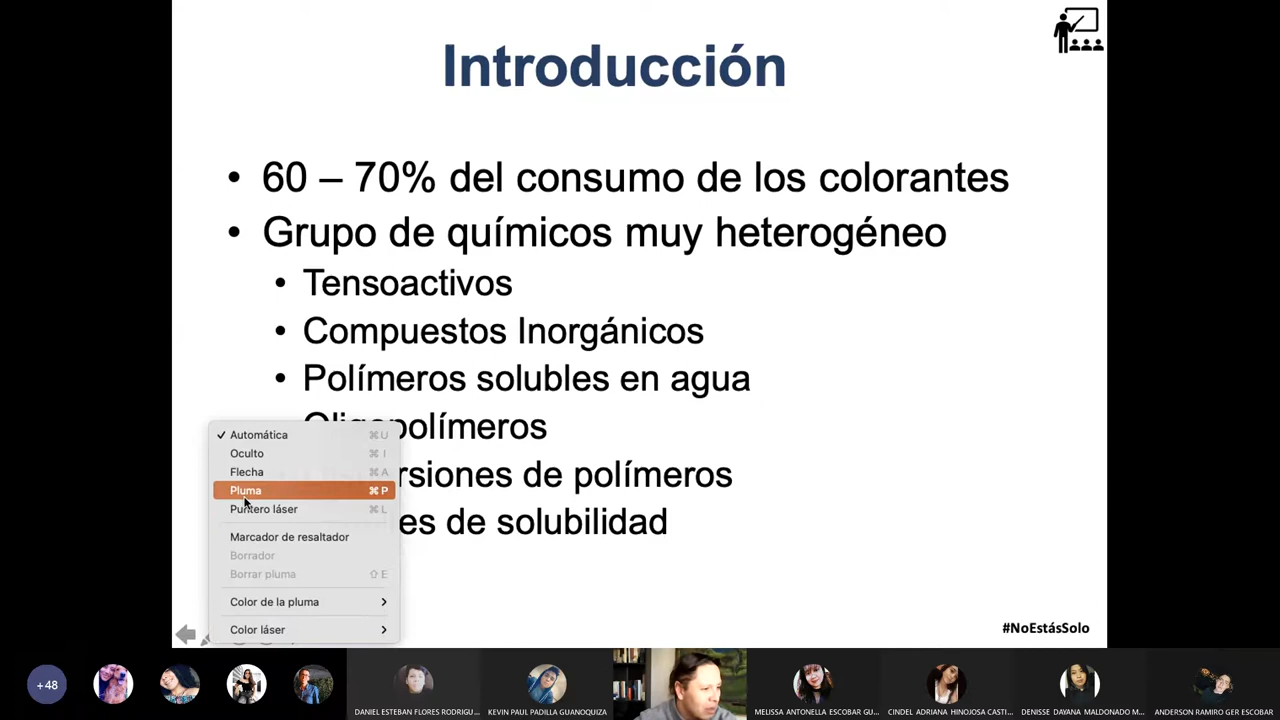 Introducción
• 60 – 70% del consumo de los colorantes
• Grupo de químicos muy heterogéneo
• Tensoactivos
• Compuestos Inorgánicos
• Polímeros solubles en agua
Oligopolímeros
rsiones de polímeros
es de solubilidad
✓ Automática ⌘U
Oculto ⌘I
Flecha ⌘A
Pluma ⌘P
Puntero láser ⌘L
Marcador de resaltador
Borrador
Borrar pluma ⇧E
Color de la pluma
Color láser
#NoEstásSolo
+48
DANIEL ESTEBAN FLORES RODRIGU...
KEVIN PAUL PADILLA GUANOQUIZA
MELISSA ANTONELLA ESCOBAR GU...
CINDEL ADRIANA HINOJOSA CASTI...
DENISSE DAYANA MALDONADO M...
ANDERSON RAMIRO GER ESCOBAR